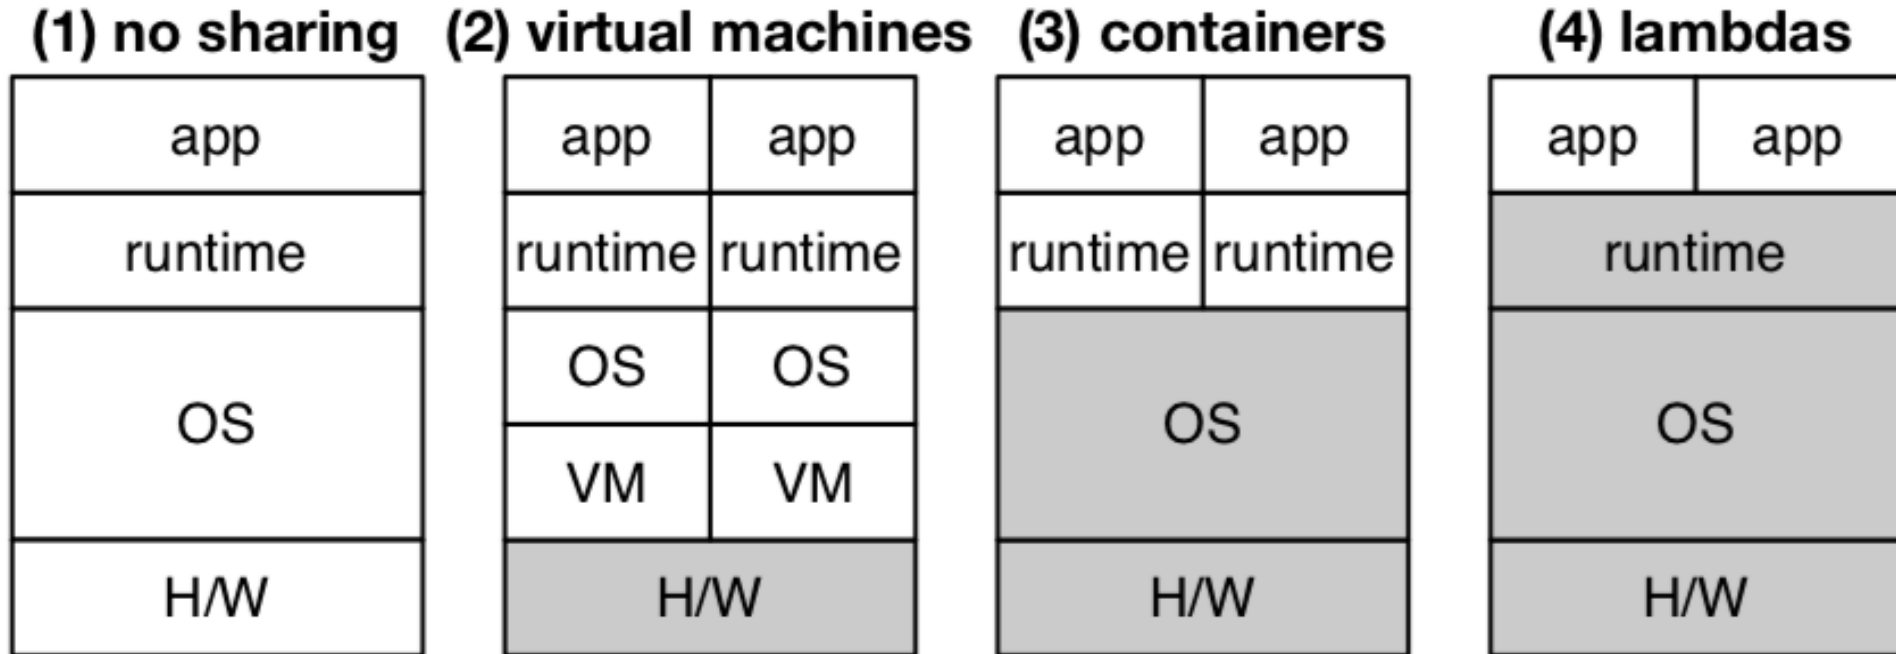 (1) no sharing
app
runtime
OS
H/W
(2) virtual machines
app app
runtime runtime
OS OS
VM VM
H/W
(3) containers
app app
runtime runtime
OS
H/W
(4) lambdas
app app
runtime
OS
H/W